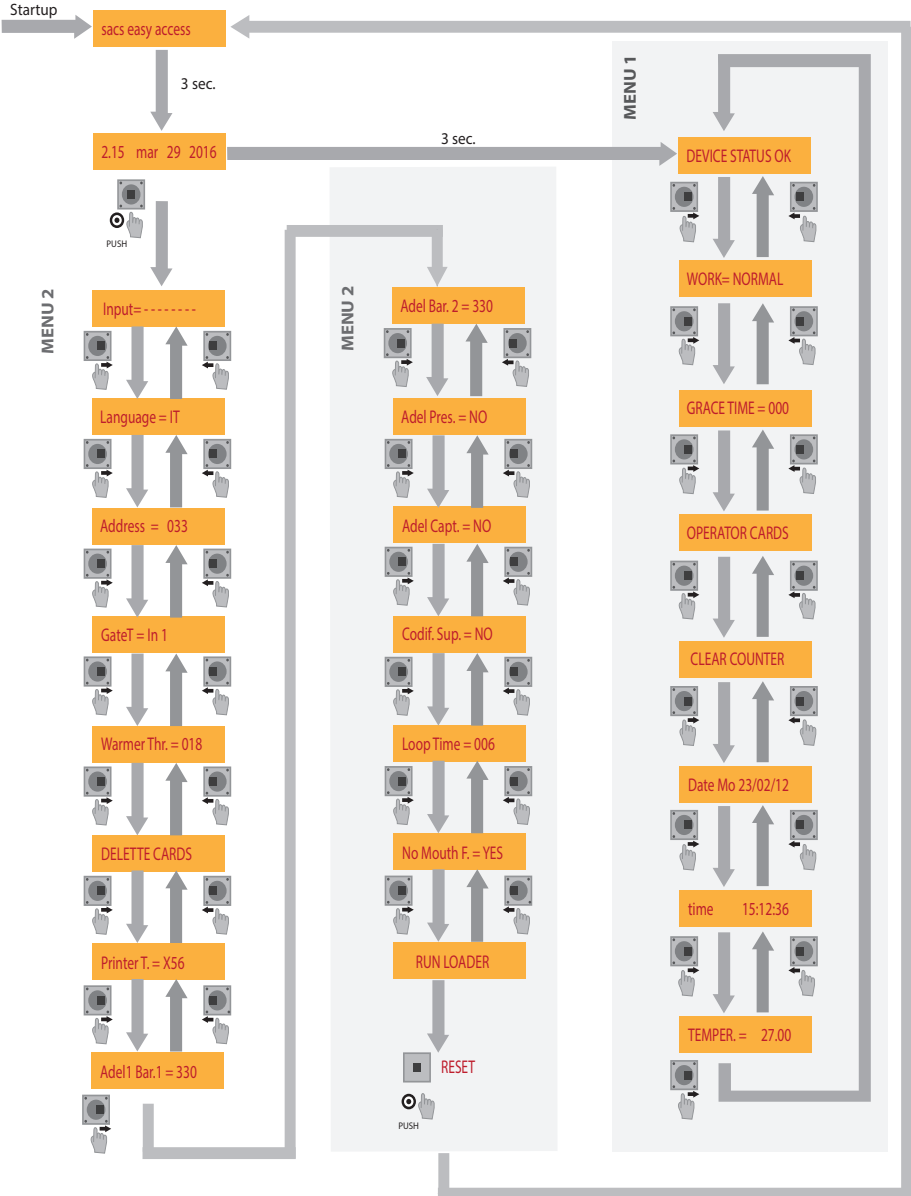 Startup
sacs easy access
3 sec.
2.15 mar 29 2016
3 sec.
PUSH
MENU 2
Input= - - - - - - - -
Language = IT
Address = 033
GateT = In 1
Warmer Thr. = 018
DELETTE CARDS
Printer T. = X56
Adel1 Bar.1 = 330
MENU 2
Adel Bar. 2 = 330
Adel Pres. = NO
Adel Capt. = NO
Codif. Sup. = NO
Loop Time = 006
No Mouth F. = YES
RUN LOADER
RESET
PUSH
MENU 1
DEVICE STATUS OK
WORK= NORMAL
GRACE TIME = 000
OPERATOR CARDS
CLEAR COUNTER
Date Mo 23/02/12
time 15:12:36
TEMPER. = 27.00